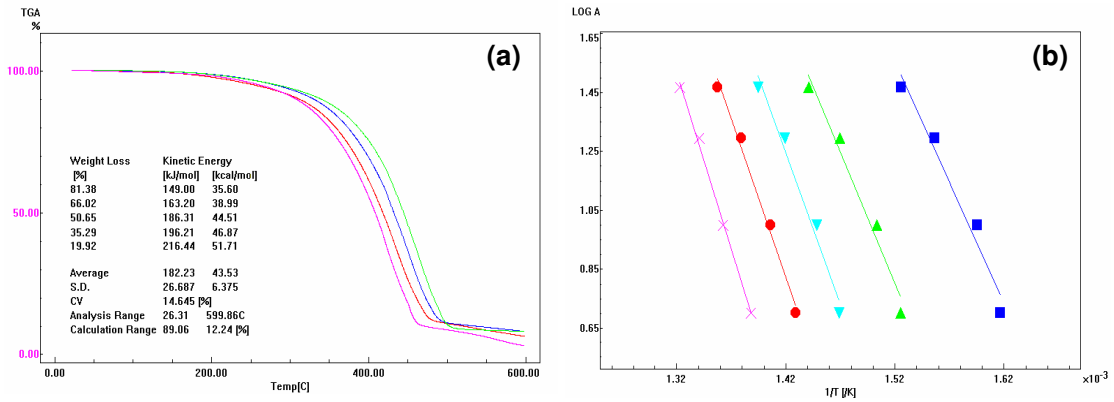 TGA
%
(a)
100.00
50.00
0.00
Weight Loss Kinetic Energy
[%] [kJ/mol] [kcal/mol]
81.38 149.00 35.60
66.02 163.20 38.99
50.65 186.31 44.51
35.29 196.21 46.87
19.92 216.44 51.71
Average 182.23 43.53
S.D. 26.687 6.375
CV 14.645 [%]
Analysis Range 26.31 599.86C
Calculation Range 89.06 12.24 [%]
0.00 200.00 400.00 600.00
Temp[C]
LOG A
(b)
1.65
1.45
1.25
1.05
0.85
0.65
1.32 1.42 1.52 1.62
×10⁻³
1/T [/K]